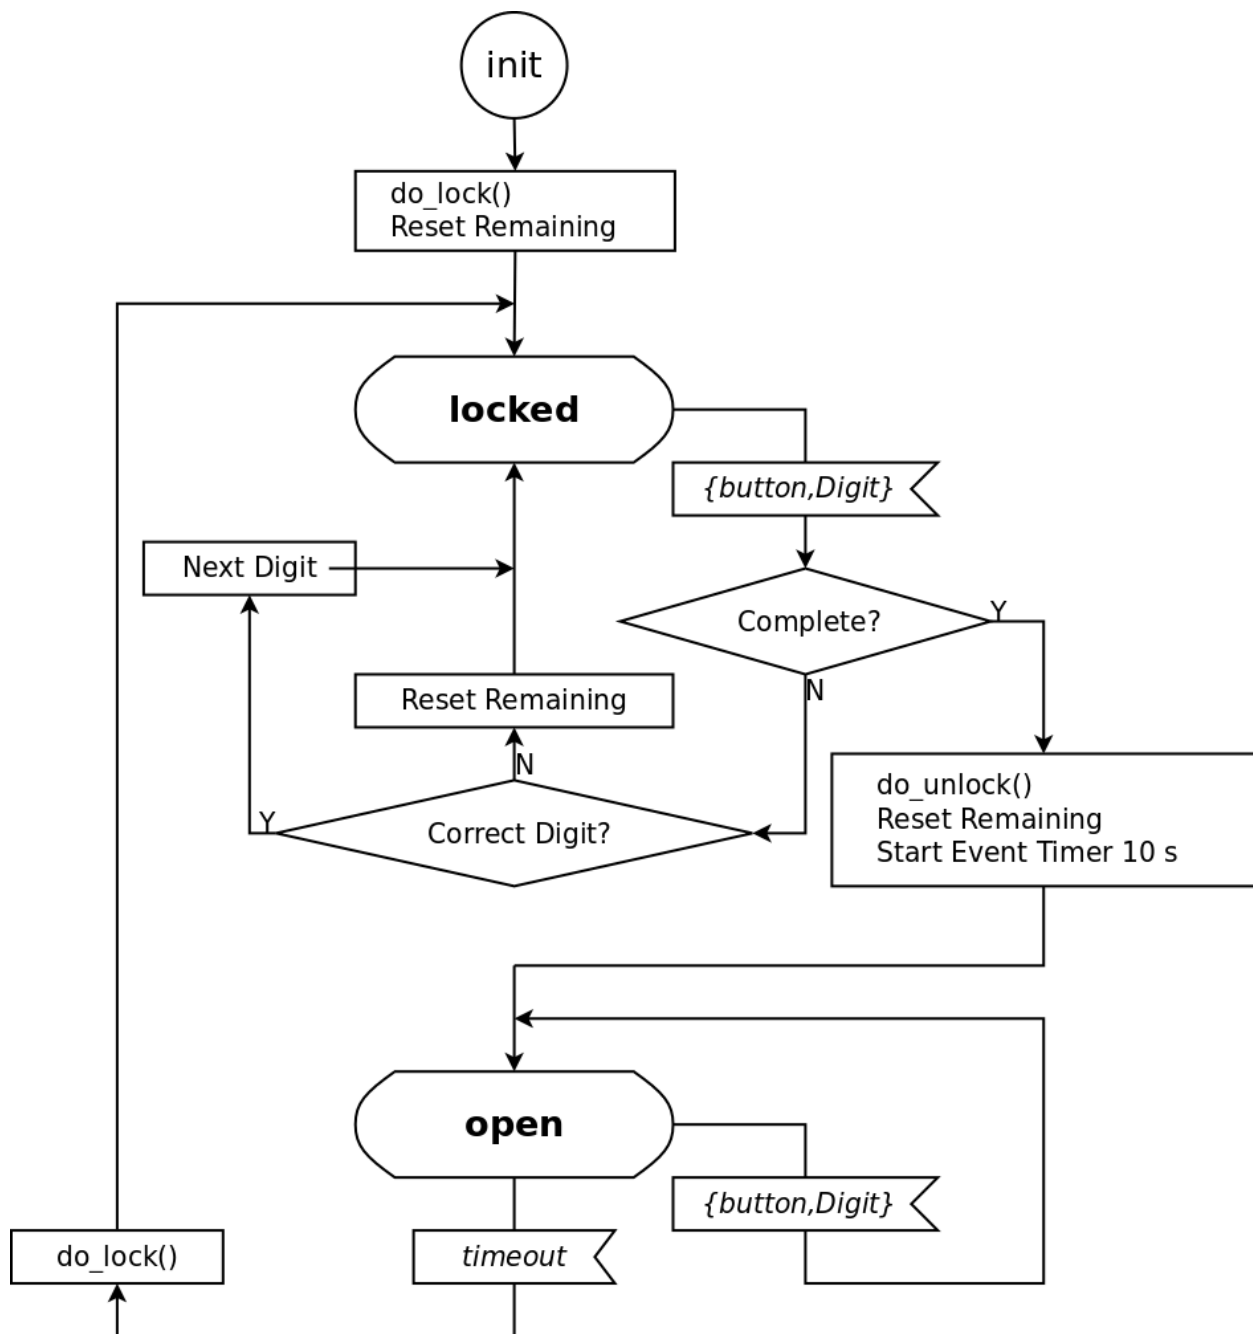 init
do_lock()
Reset Remaining
locked
{button,Digit}
Next Digit
Complete?
Y
N
Reset Remaining
N
Y
Correct Digit?
do_unlock()
Reset Remaining
Start Event Timer 10 s
open
{button,Digit}
do_lock()
timeout